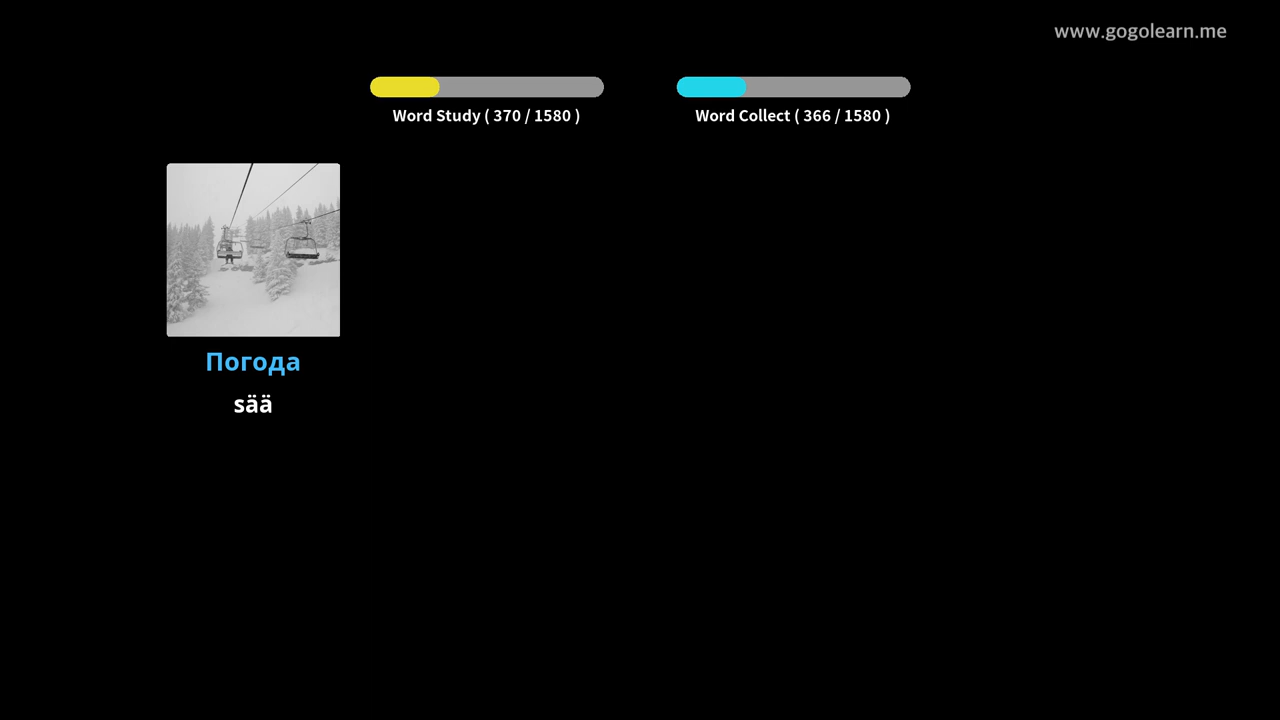 www.gogolearn.me
Word Study ( 370 / 1580 )
Word Collect ( 366 / 1580 )
Погода
sää